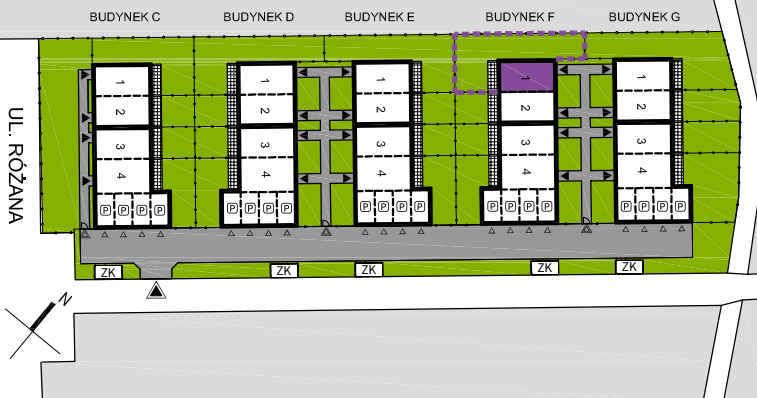 BUDYNEK C BUDYNEK D BUDYNEK E BUDYNEK F BUDYNEK G
UL. RÓŻANA
1 1 1 1 1
2 2 2 2 2
3 3 3 3 3
4 4 4 4 4
P P P P P P P P P P P P P P P P P P P P
ZK ZK ZK ZK ZK
N